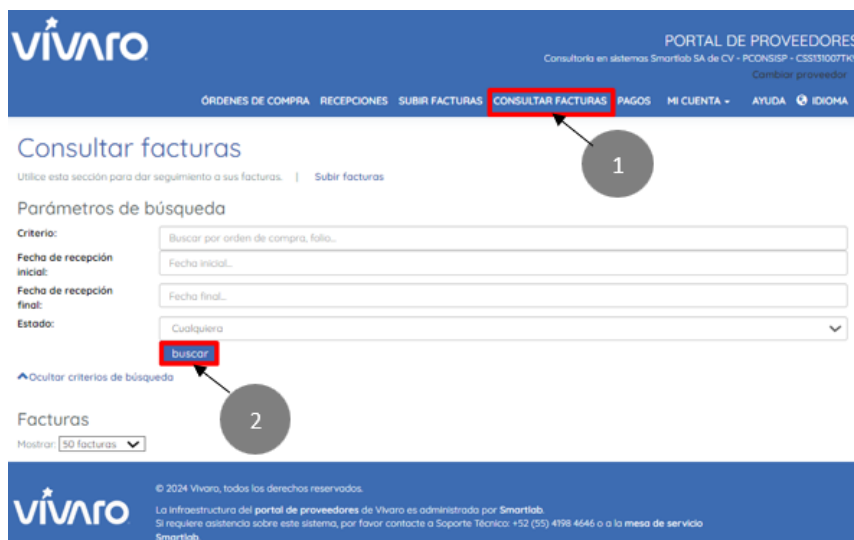 vívaro
PORTAL DE PROVEEDORES
Consultoría en sistemas Smartlab SA de CV - PCONSISP - CSS131007TK
Cambiar proveedor
ÓRDENES DE COMPRA RECEPCIONES SUBIR FACTURAS CONSULTAR FACTURAS PAGOS MI CUENTA AYUDA IDIOMA
Consultar facturas
1
Utilice esta sección para dar seguimiento a sus facturas. | Subir facturas
Parámetros de búsqueda
Criterio: Buscar por orden de compra, folio...
Fecha de recepción
inicial: Fecha inicial...
Fecha de recepción
final: Fecha final...
Estado: Cualquiera
buscar
Ocultar criterios de búsqueda
2
Facturas
Mostrar: 50 facturas
vívaro
© 2024 Vivaro, todos los derechos reservados.
La infraestructura del portal de proveedores de Vivaro es administrada por Smartlab.
Si requiere asistencia sobre este sistema, por favor contacte a Soporte Técnico: +52 (55) 4198 4646 o a la mesa de servicio
Smartlab